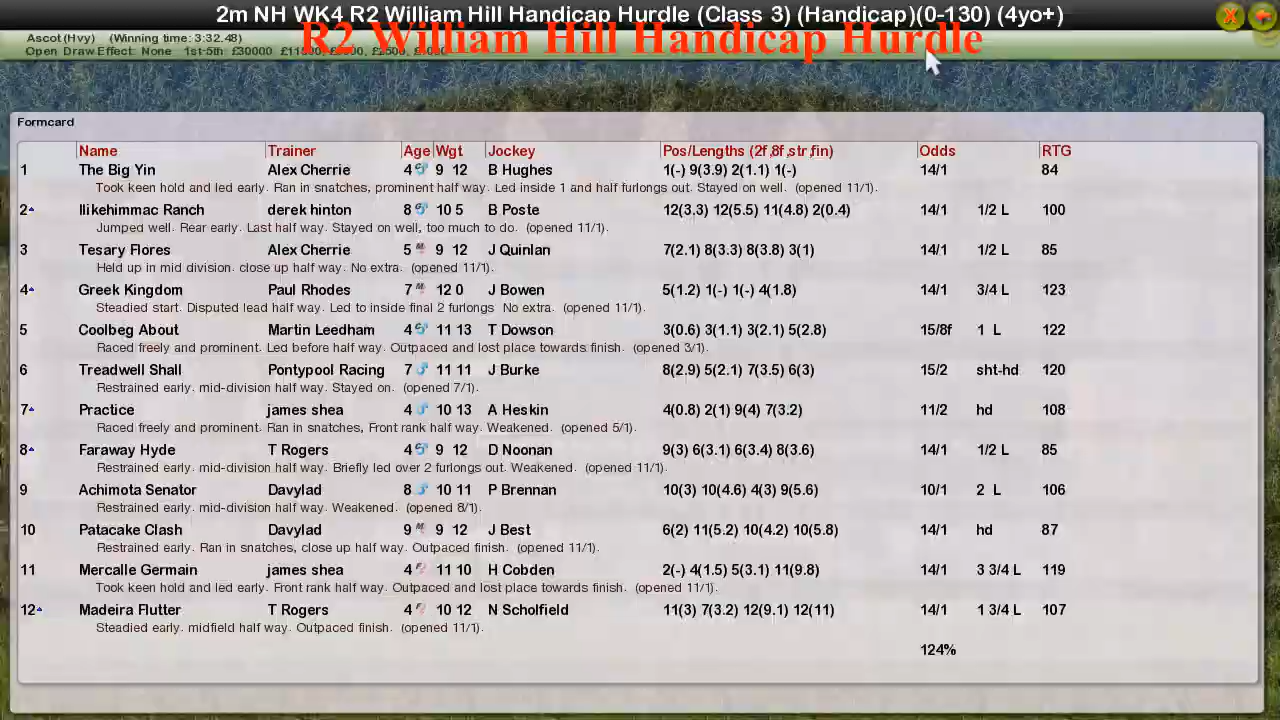 2m NH WK4 R2 William Hill Handicap Hurdle (Class 3) (Handicap)(0-130) (4yo+)
R2 William Hill Handicap Hurdle
Ascot(Hvy) (Winning time: 3:32.48)
Open Draw Effect: None 1st-5th: £30000
Formcard
Name Trainer Age Wgt Jockey Pos/Lengths (2f,8f,str,fin) Odds RTG
1 The Big Yin Alex Cherrie 4 9 12 B Hughes 1(-) 9(3.9) 2(1.1) 1(-) 14/1 84
Took keen hold and led early. Ran in snatches, prominent half way. Led inside 1 and half furlongs out. Stayed on well. (opened 11/1).
2 Ilikehimmac Ranch derek hinton 8 10 5 B Poste 12(3.3) 12(5.5) 11(4.8) 2(0.4) 14/1 1/2 L 100
Jumped well. Rear early. Last half way. Stayed on well, too much to do. (opened 11/1).
3 Tesary Flores Alex Cherrie 5 9 12 J Quinlan 7(2.1) 8(3.3) 8(3.8) 3(1) 14/1 1/2 L 85
Held up in mid division. close up half way. No extra. (opened 11/1).
4 Greek Kingdom Paul Rhodes 7 12 0 J Bowen 5(1.2) 1(-) 1(-) 4(1.8) 14/1 3/4 L 123
Steadied start. Disputed lead half way. Led to inside final 2 furlongs No extra. (opened 11/1).
5 Coolbeg About Martin Leedham 4 11 13 T Dowson 3(0.6) 3(1.1) 3(2.1) 5(2.8) 15/8f 1 L 122
Raced freely and prominent. Led before half way. Outpaced and lost place towards finish. (opened 3/1).
6 Treadwell Shall Pontypool Racing 7 11 11 J Burke 8(2.9) 5(2.1) 7(3.5) 6(3) 15/2 sht-hd 120
Restrained early. mid-division half way. Stayed on. (opened 7/1).
7 Practice james shea 4 10 13 A Heskin 4(0.8) 2(1) 9(4) 7(3.2) 11/2 hd 108
Raced freely and prominent. Ran in snatches, Front rank half way. Weakened. (opened 5/1).
8 Faraway Hyde T Rogers 4 9 12 D Noonan 9(3) 6(3.1) 6(3.4) 8(3.6) 14/1 1/2 L 85
Restrained early. mid-division half way. Briefly led over 2 furlongs out. Weakened. (opened 11/1).
9 Achimota Senator Davylad 8 10 11 P Brennan 10(3) 10(4.6) 4(3) 9(5.6) 10/1 2 L 106
Restrained early. mid-division half way. Weakened. (opened 8/1).
10 Patacake Clash Davylad 9 9 12 J Best 6(2) 11(5.2) 10(4.2) 10(5.8) 14/1 hd 87
Restrained early. Ran in snatches, close up half way. Outpaced finish. (opened 11/1).
11 Mercalle Germain james shea 4 11 10 H Cobden 2(-) 4(1.5) 5(3.1) 11(9.8) 14/1 3 3/4 L 119
Took keen hold and led early. Front rank half way. Outpaced and lost place towards finish. (opened 11/1).
12 Madeira Flutter T Rogers 4 10 12 N Scholfield 11(3) 7(3.2) 12(9.1) 12(11) 14/1 1 3/4 L 107
Steadied early. midfield half way. Outpaced finish. (opened 11/1).
124%